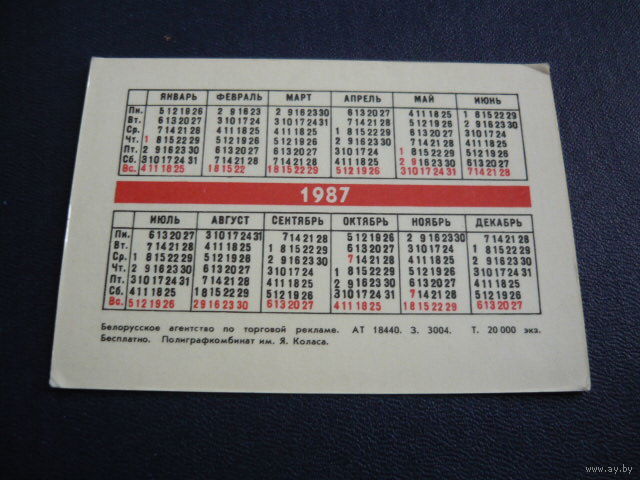 ЯНВАРЬ ФЕВРАЛЬ МАРТ АПРЕЛЬ МАЙ ИЮНЬ
Пн. 5 12 19 26 2 9 16 23 2 9 16 23 30 6 13 20 27 4 11 18 25 1 8 15 22 29
Вт. 6 13 20 27 3 10 17 24 3 10 17 24 31 7 14 21 28 5 12 19 26 2 9 16 23 30
Ср. 7 14 21 28 4 11 18 25 4 11 18 25 1 8 15 22 29 6 13 20 27 3 10 17 24
Чт. 1 8 15 22 29 5 12 19 26 5 12 19 26 2 9 16 23 30 7 14 21 28 4 11 18 25
Пт. 2 9 16 23 30 6 13 20 27 6 13 20 27 3 10 17 24 1 8 15 22 29 5 12 19 26
Сб. 3 10 17 24 31 7 14 21 28 7 14 21 28 4 11 18 25 2 9 16 23 30 6 13 20 27
Вс. 4 11 18 25 1 8 15 22 1 8 15 22 29 5 12 19 26 3 10 17 24 31 7 14 21 28
1987
ИЮЛЬ АВГУСТ СЕНТЯБРЬ ОКТЯБРЬ НОЯБРЬ ДЕКАБРЬ
Пн. 6 13 20 27 3 10 17 24 31 7 14 21 28 5 12 19 26 2 9 16 23 30 7 14 21 28
Вт. 7 14 21 28 4 11 18 25 1 8 15 22 29 6 13 20 27 3 10 17 24 1 8 15 22 29
Ср. 1 8 15 22 29 5 12 19 26 2 9 16 23 30 7 14 21 28 4 11 18 25 2 9 16 23 30
Чт. 2 9 16 23 30 6 13 20 27 3 10 17 24 1 8 15 22 29 5 12 19 26 3 10 17 24 31
Пт. 3 10 17 24 31 7 14 21 28 4 11 18 25 2 9 16 23 30 6 13 20 27 4 11 18 25
Сб. 4 11 18 25 1 8 15 22 29 5 12 19 26 3 10 17 24 31 7 14 21 28 5 12 19 26
Вс. 5 12 19 26 2 9 16 23 30 6 13 20 27 4 11 18 25 1 8 15 22 29 6 13 20 27
Белорусское агентство по торговой рекламе. АТ 18440. З. 3004. Т. 20 000 экз.
Бесплатно. Полиграфкомбинат им. Я. Коласа.
www.ay.by